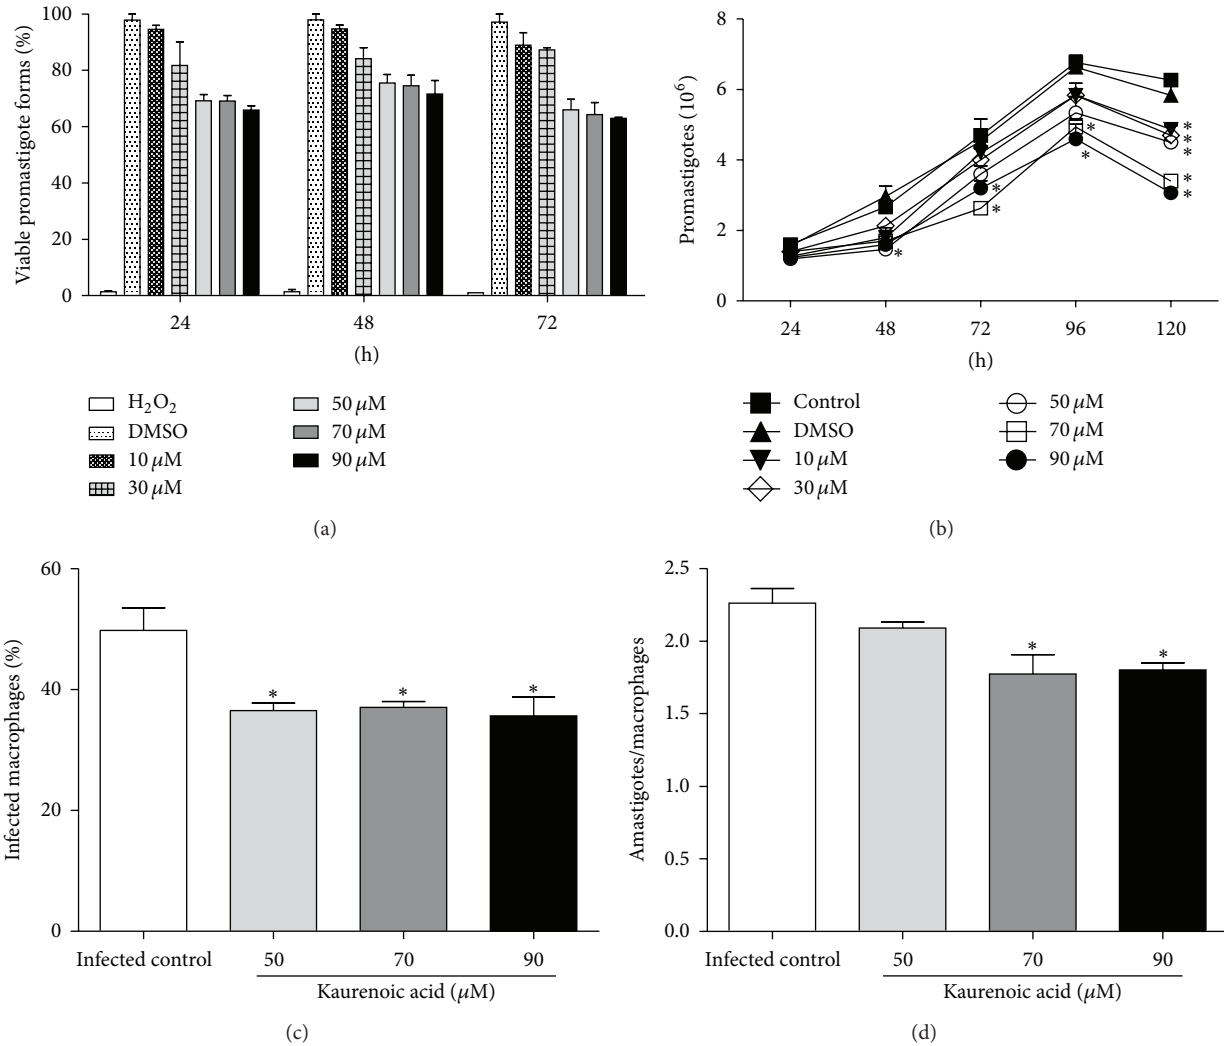 100
80
60
40
20
0
Viable promastigote forms (%)
24 48 72
(h)
H₂O₂
DMSO
10 μM
30 μM
50 μM
70 μM
90 μM
(a)
8
6
4
2
0
Promastigotes (10⁶)
* * * * * * * * * *
24 48 72 96 120
(h)
Control
DMSO
10 μM
30 μM
50 μM
70 μM
90 μM
(b)
60
40
20
0
Infected macrophages (%)
* * *
Infected control 50 70 90
Kaurenoic acid (μM)
(c)
2.5
2.0
1.5
1.0
0.5
0.0
Amastigotes/macrophages
* *
Infected control 50 70 90
Kaurenoic acid (μM)
(d)